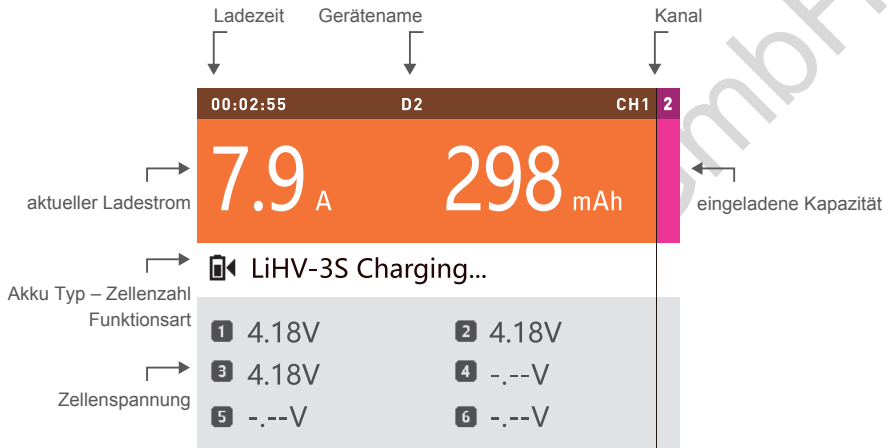 Ladezeit Gerätename Kanal
00:02:55 D2 CH1 2
7.9 A 298 mAh
aktueller Ladestrom eingeladene Kapazität
LiHV-3S Charging...
Akku Typ – Zellenzahl
Funktionsart
1 4.18V 2 4.18V
3 4.18V 4 -.--V
Zellenspannung
5 -.--V 6 -.--V